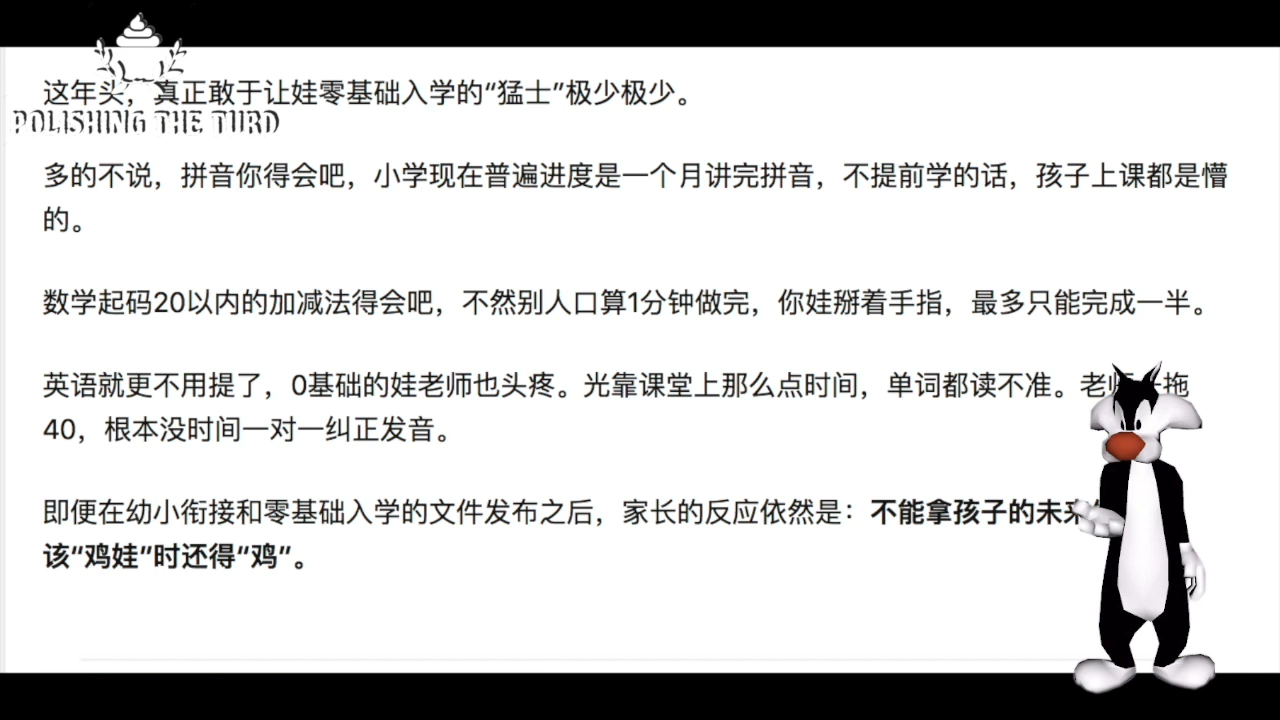 POLISHING THE TURD
这年头，真正敢于让娃零基础入学的“猛士”极少极少。
多的不说，拼音你得会吧，小学现在普遍进度是一个月讲完拼音，不提前学的话，孩子上课都是懵
的。
数学起码20以内的加减法得会吧，不然别人口算1分钟做完，你娃掰着手指，最多只能完成一半。
英语就更不用提了，0基础的娃老师也头疼。光靠课堂上那么点时间，单词都读不准。老师一拖
40，根本没时间一对一纠正发音。
即便在幼小衔接和零基础入学的文件发布之后，家长的反应依然是：不能拿孩子的未来
该“鸡娃”时还得“鸡”。